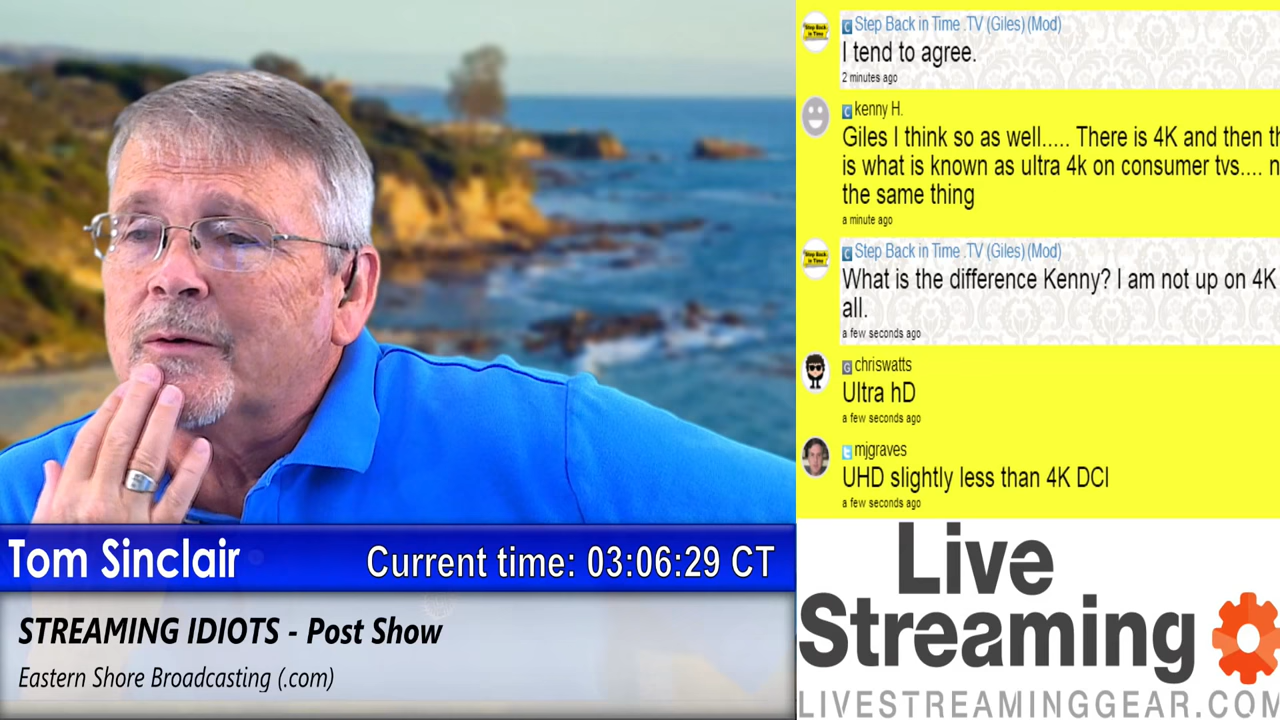 Step Back in Time .TV (Giles) (Mod)
I tend to agree.
2 minutes ago
kenny H.
Giles I think so as well..... There is 4K and then th
is what is known as ultra 4k on consumer tvs.... n
the same thing
a minute ago
Step Back in Time .TV (Giles) (Mod)
What is the difference Kenny? I am not up on 4K
all.
a few seconds ago
chriswatts
Ultra hD
a few seconds ago
mjgraves
UHD slightly less than 4K DCI
a few seconds ago
Tom Sinclair
Current time: 03:06:29 CT
STREAMING IDIOTS - Post Show
Eastern Shore Broadcasting (.com)
Live
Streaming
LIVESTREAMINGGEAR.COM